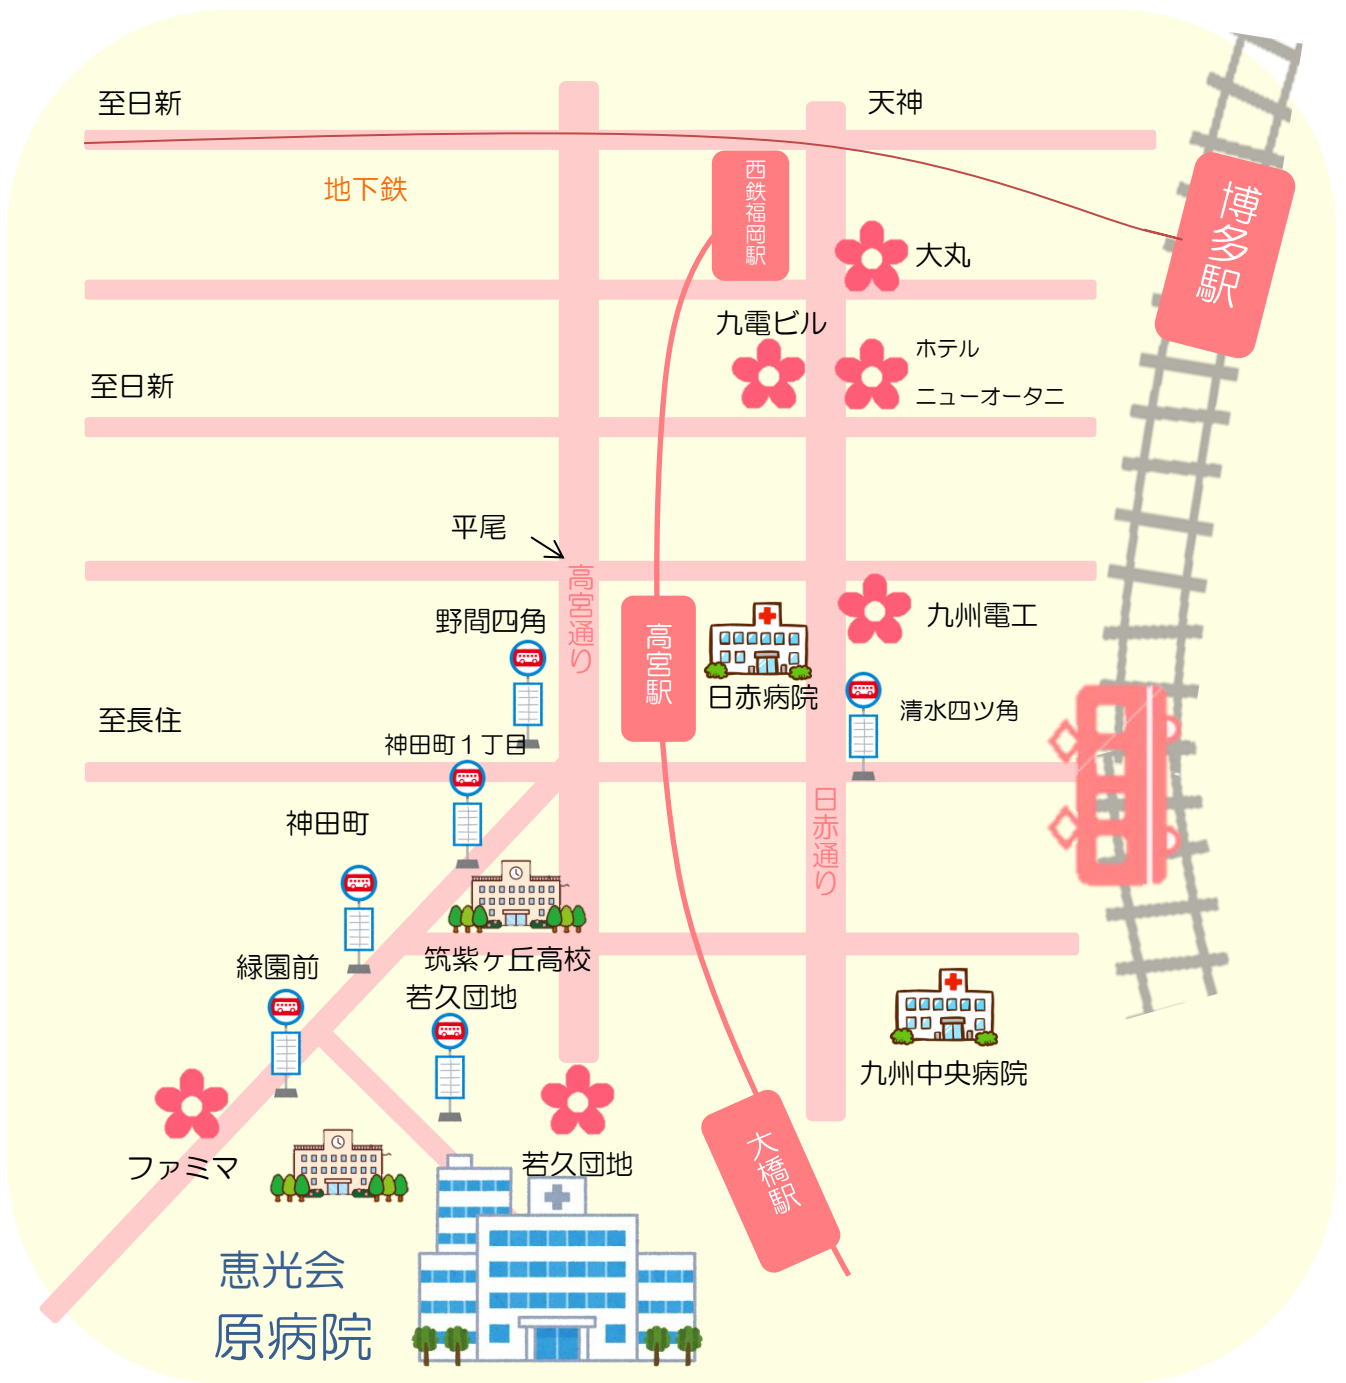 至日新
天神
地下鉄
西鉄福岡駅
博多駅
大丸
九電ビル
ホテル
ニューオータニ
至日新
平尾
高宮通り
野間四角
高宮駅
九州電工
日赤病院
清水四ツ角
至長住
神田町１丁目
日赤通り
神田町
筑紫ヶ丘高校
緑園前
若久団地
九州中央病院
ファミマ
若久団地
大橋駅
恵光会
原病院